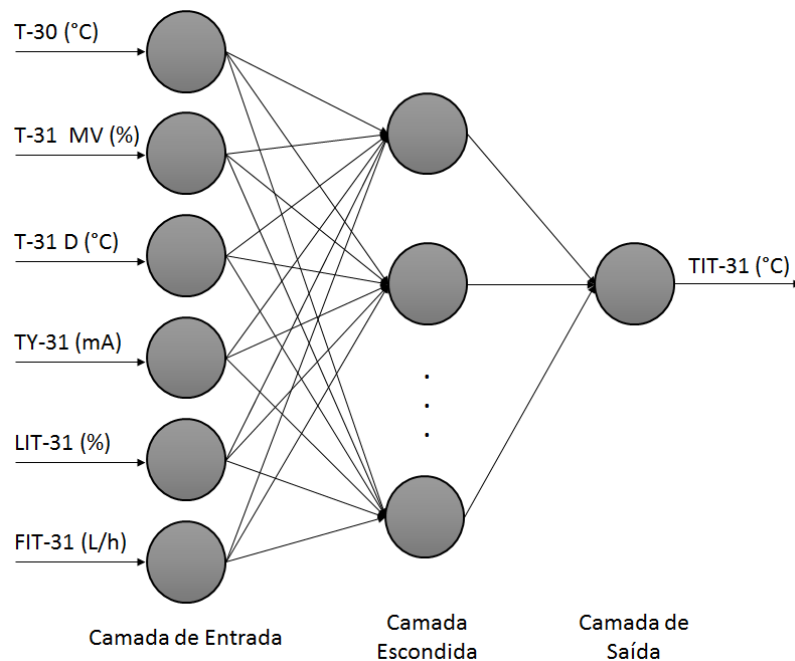 T-30 (°C)
T-31 MV (%)
T-31 D (°C)
TY-31 (mA)
LIT-31 (%)
FIT-31 (L/h)
TIT-31 (°C)
Camada de Entrada
Camada
Escondida
Camada de
Saída